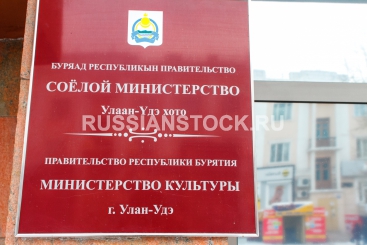 БУРЯАД РЕСПУБЛИКЫН ПРАВИТЕЛЬСТВО
СОЁЛОЙ МИНИСТЕРСТВО
Улаан-Үдэ хото
RUSSIANSTOCK.RU
ПРАВИТЕЛЬСТВО РЕСПУБЛИКИ БУРЯТИЯ
МИНИСТЕРСТВО КУЛЬТУРЫ
г. Улан-Удэ